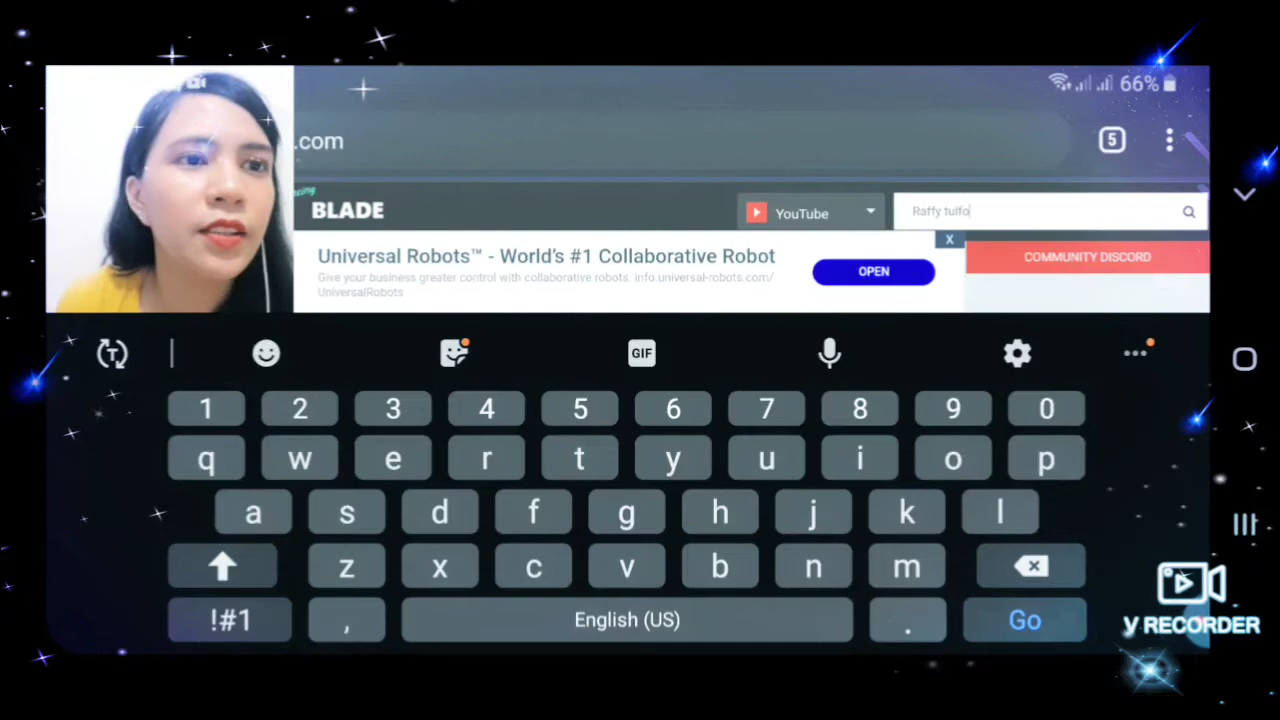 66%
.com
5
BLADE
YouTube
Raffy tulfo
Universal Robots™ - World's #1 Collaborative Robot
X
Give your business greater control with collaborative robots. info.universal-robots.com/
UniversalRobots
OPEN
COMMUNITY DISCORD
T
GIF
1 2 3 4 5 6 7 8 9 0
q w e r t y u i o p
a s d f g h j k l
z x c v b n m
!#1 , English (US) . Go
V RECORDER